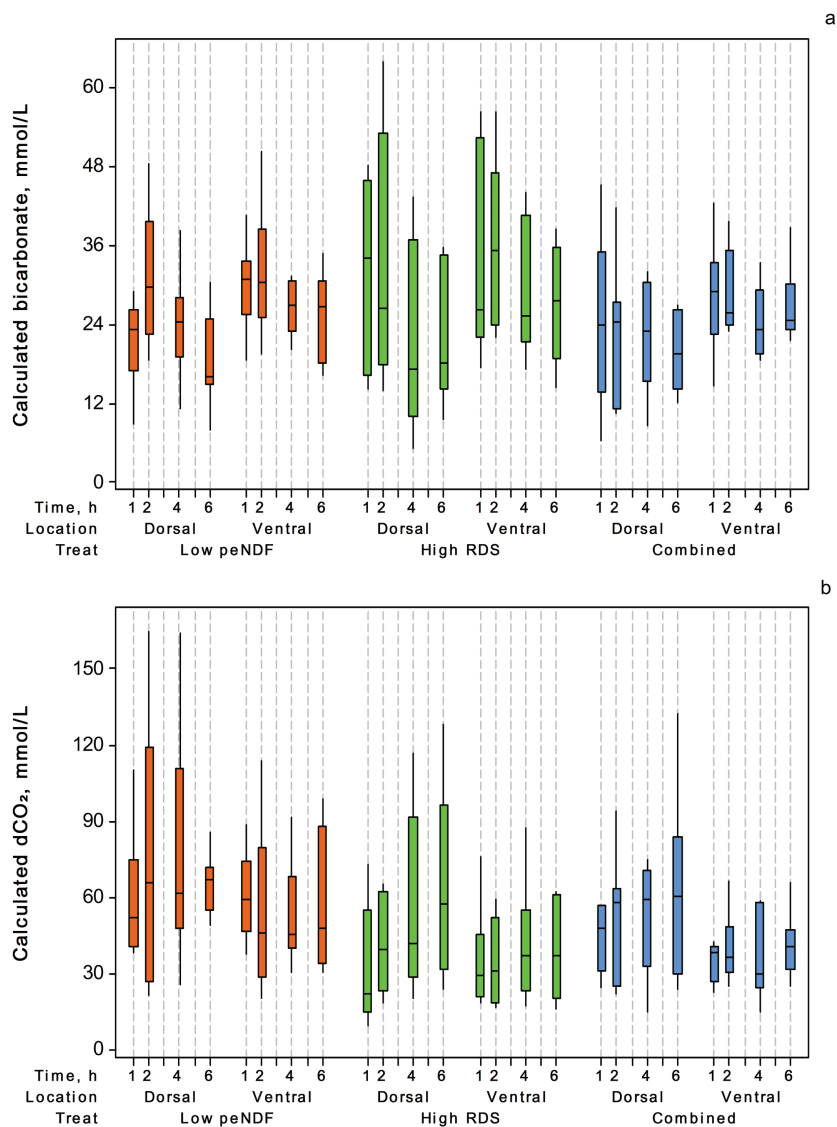 a
Calculated bicarbonate, mmol/L
60
48
36
24
12
0
Time, h 1 2 4 6 1 2 4 6 1 2 4 6 1 2 4 6 1 2 4 6 1 2 4 6
Location Dorsal Ventral Dorsal Ventral Dorsal Ventral
Treat Low peNDF High RDS Combined
b
Calculated dCO₂, mmol/L
150
120
90
60
30
0
Time, h 1 2 4 6 1 2 4 6 1 2 4 6 1 2 4 6 1 2 4 6 1 2 4 6
Location Dorsal Ventral Dorsal Ventral Dorsal Ventral
Treat Low peNDF High RDS Combined